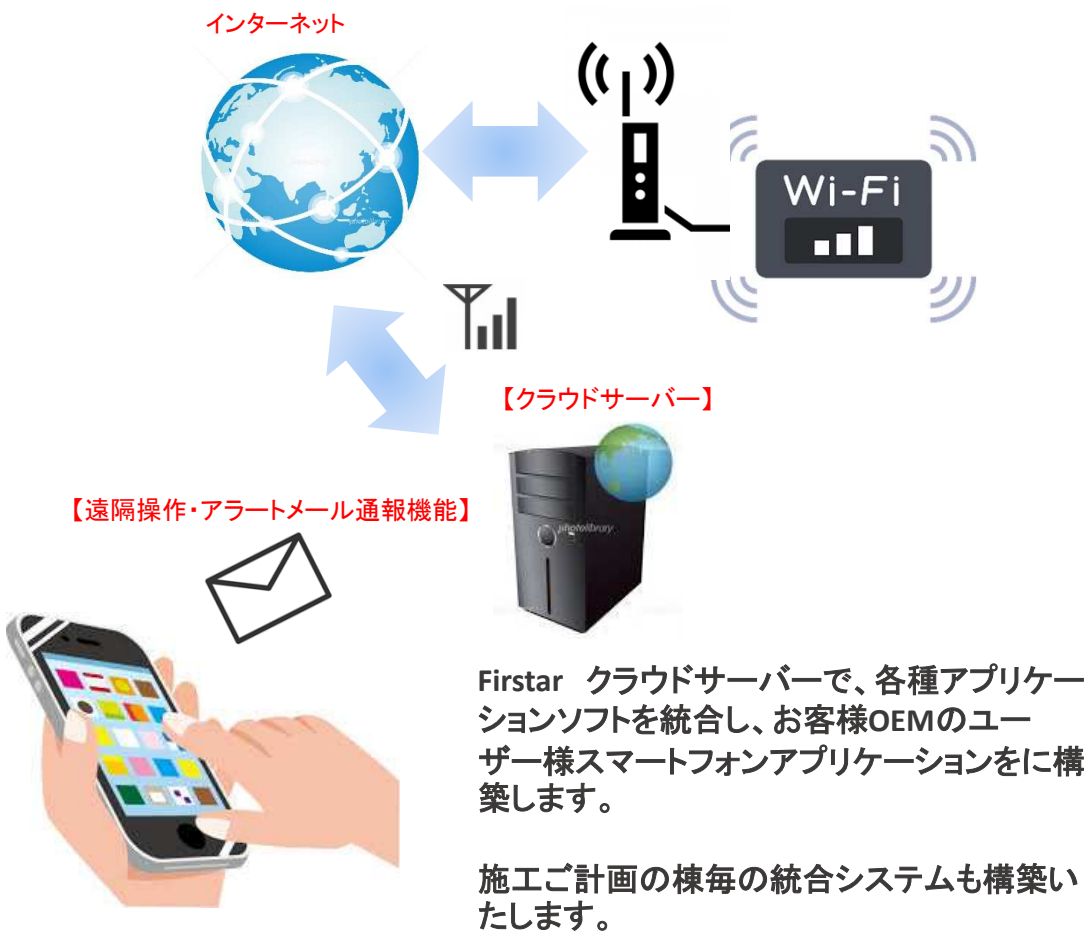 インターネット
Wi-Fi
【クラウドサーバー】
photolibrary
【遠隔操作・アラートメール通報機能】
Firstar クラウドサーバーで、各種アプリケー
ションソフトを統合し、お客様OEMのユー
ザー様スマートフォンアプリケーションをに構
築します。
施工ご計画の棟毎の統合システムも構築い
たします。